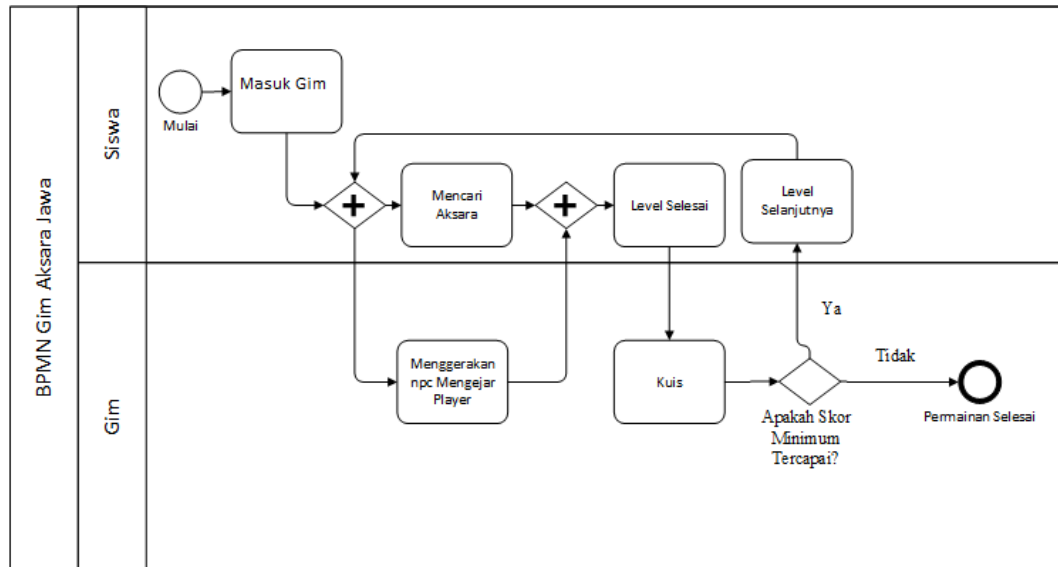 BPMN Gim Aksara Jawa
Siswa
Mulai
Masuk Gim
Mencari
Aksara
Level Selesai
Level
Selanjutnya
Gim
Menggerakan
npc Mengejar
Player
Kuis
Ya
Tidak
Apakah Skor
Minimum
Tercapai?
Permainan Selesai